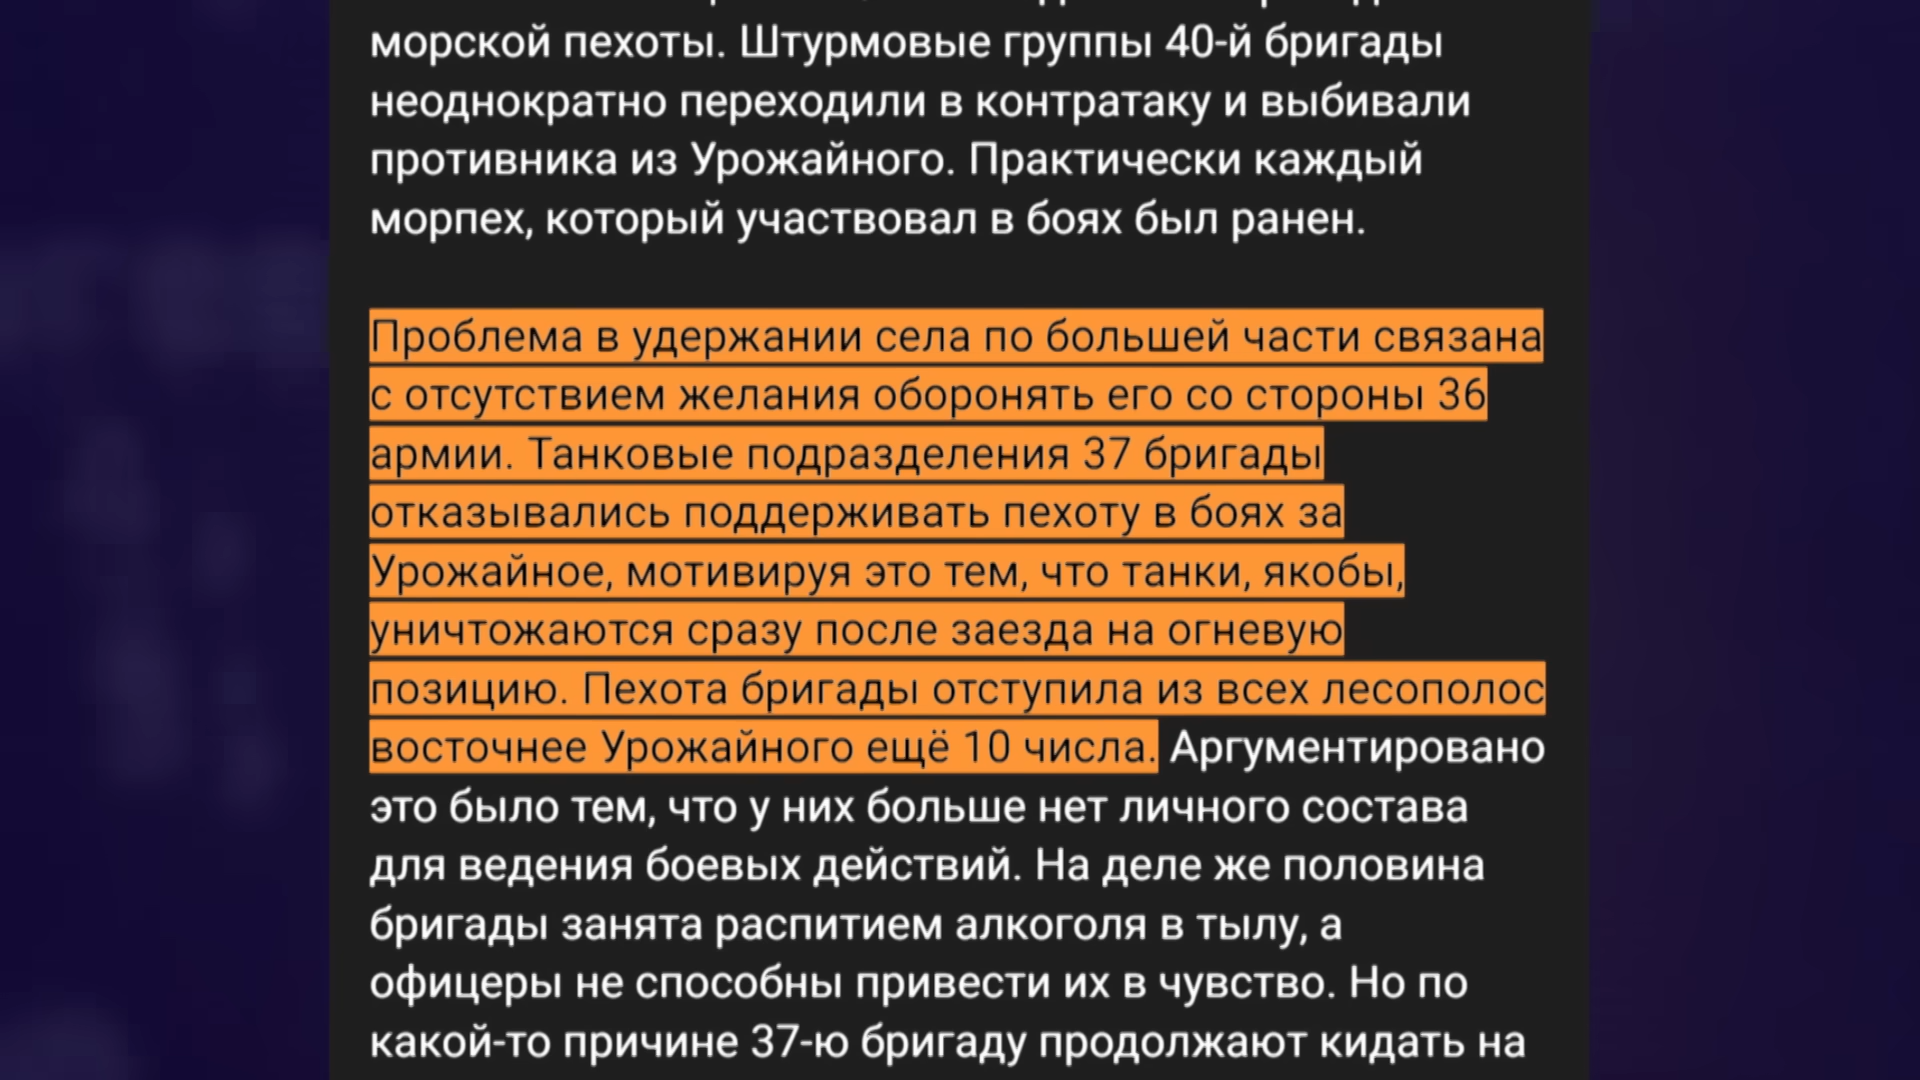 морской пехоты. Штурмовые группы 40-й бригады
неоднократно переходили в контратаку и выбивали
противника из Урожайного. Практически каждый
морпех, который участвовал в боях был ранен.
Проблема в удержании села по большей части связана
с отсутствием желания оборонять его со стороны 36
армии. Танковые подразделения 37 бригады
отказывались поддерживать пехоту в боях за
Урожайное, мотивируя это тем, что танки, якобы,
уничтожаются сразу после заезда на огневую
позицию. Пехота бригады отступила из всех лесополос
восточнее Урожайного ещё 10 числа. Аргументировано
это было тем, что у них больше нет личного состава
для ведения боевых действий. На деле же половина
бригады занята распитием алкоголя в тылу, а
офицеры не способны привести их в чувство. Но по
какой-то причине 37-ю бригаду продолжают кидать на